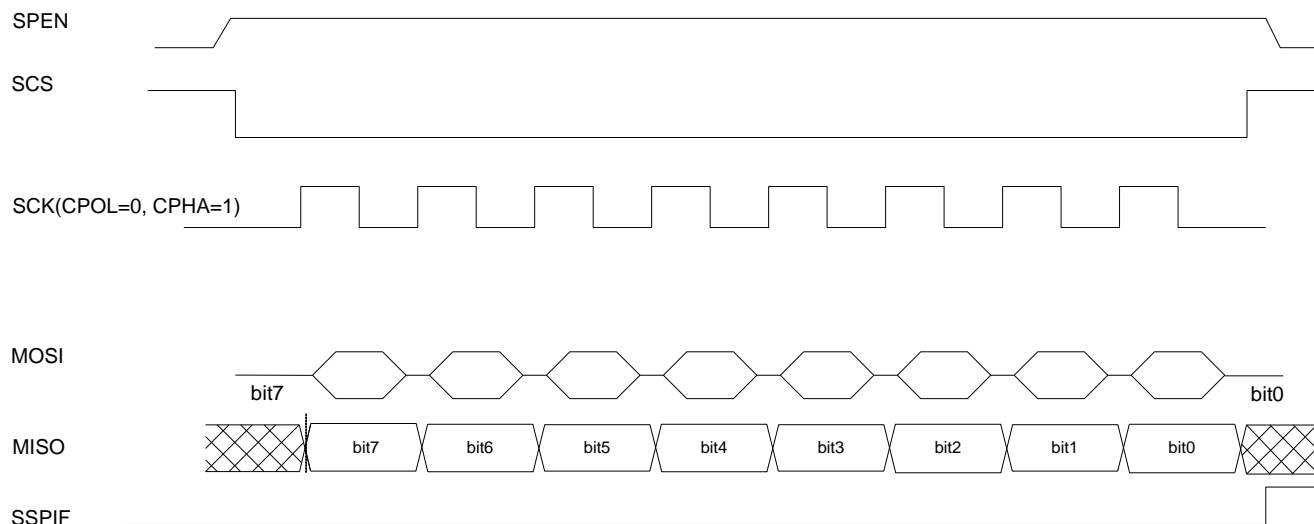 SPEN
SCS
SCK(CPOL=0, CPHA=1)
MOSI
bit7
bit0
MISO
bit7
bit6
bit5
bit4
bit3
bit2
bit1
bit0
SSPIF